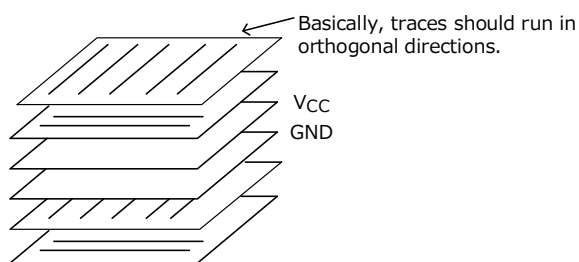 Basically, traces should run in
orthogonal directions.
VCC
GND